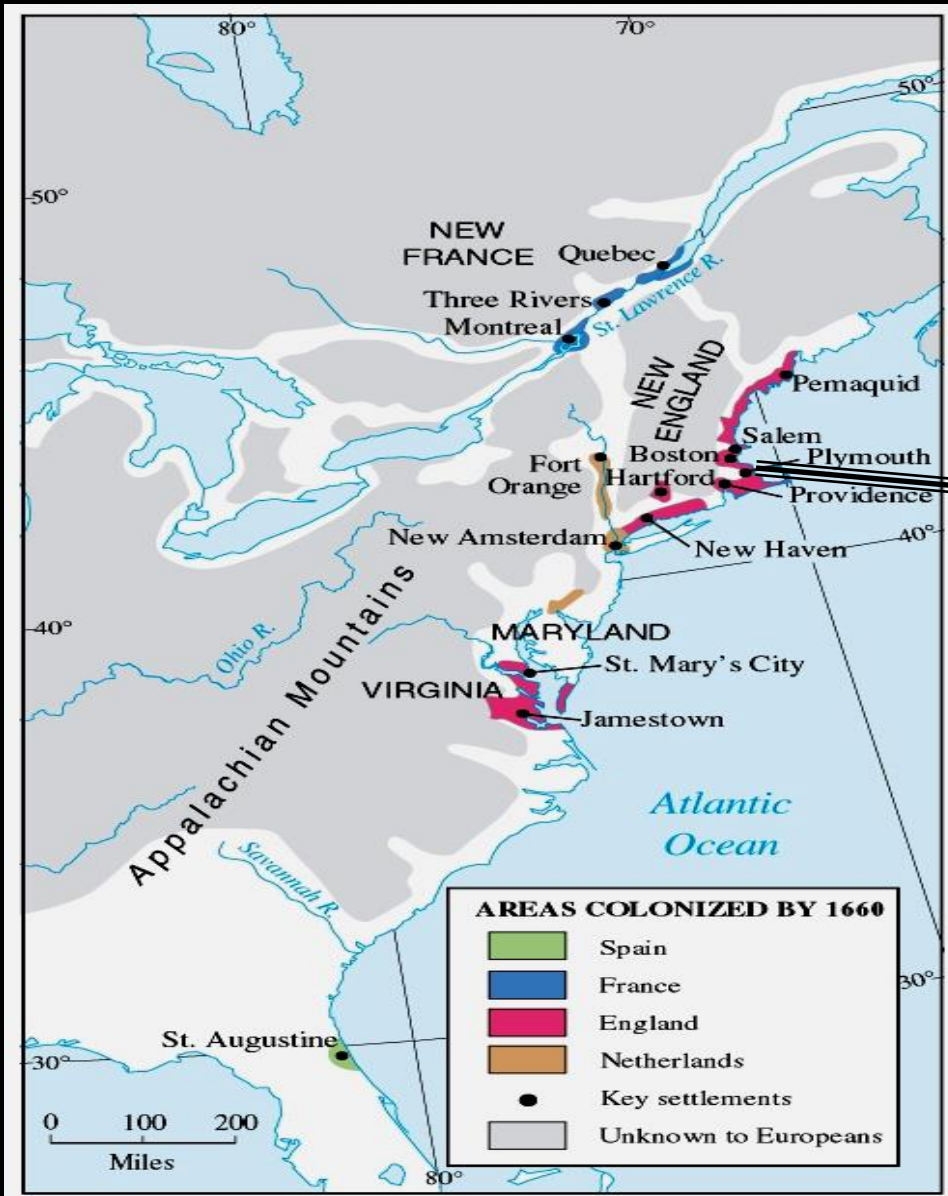 80°
70°
50°
50°
NEW
FRANCE
Quebec
Three Rivers
Montreal
St. Lawrence R.
NEW
ENGLAND
Pemaquid
Salem
Boston
Plymouth
Fort
Orange
Hartford
Providence
New Amsterdam
New Haven
40°
40°
Ohio R.
Appalachian Mountains
MARYLAND
St. Mary's City
VIRGINIA
Jamestown
Atlantic
Ocean
Savannah R.
AREAS COLONIZED BY 1660
Spain
France
England
Netherlands
Key settlements
Unknown to Europeans
30°
St. Augustine
30°
0 100 200
Miles
80°